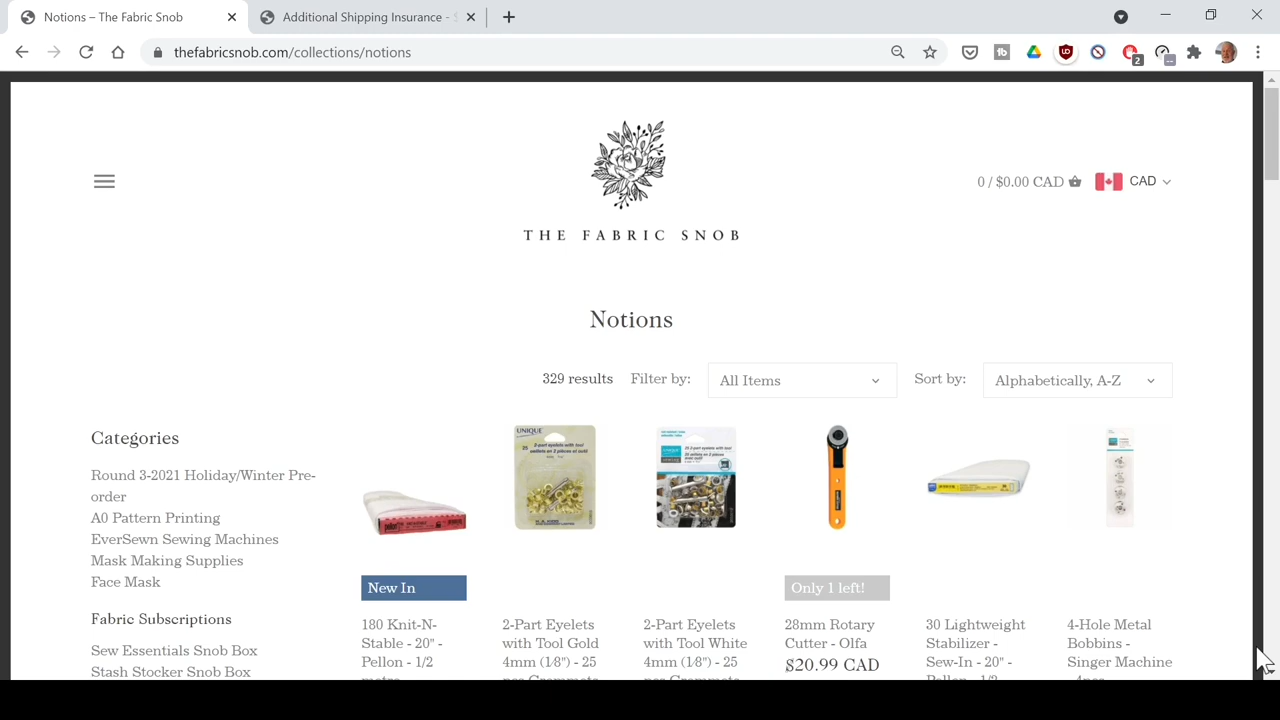 Notions – The Fabric Snob
Additional Shipping Insurance -
thefabricsnob.com/collections/notions
2
THE FABRIC SNOB
0 / $0.00 CAD
CAD
Notions
329 results
Filter by:
All Items
Sort by:
Alphabetically, A-Z
Categories
Round 3-2021 Holiday/Winter Pre-
order
A0 Pattern Printing
EverSewn Sewing Machines
Mask Making Supplies
Face Mask
Fabric Subscriptions
Sew Essentials Snob Box
Stash Stocker Snob Box
UNIQUE
New In
180 Knit-N-
Stable - 20" -
Pellon - 1/2
2-Part Eyelets
with Tool Gold
4mm (1⁄8") - 25
2-Part Eyelets
with Tool White
4mm (1⁄8") - 25
Only 1 left!
28mm Rotary
Cutter - Olfa
$20.99 CAD
30 Lightweight
Stabilizer -
Sew-In - 20" -
4-Hole Metal
Bobbins -
Singer Machine